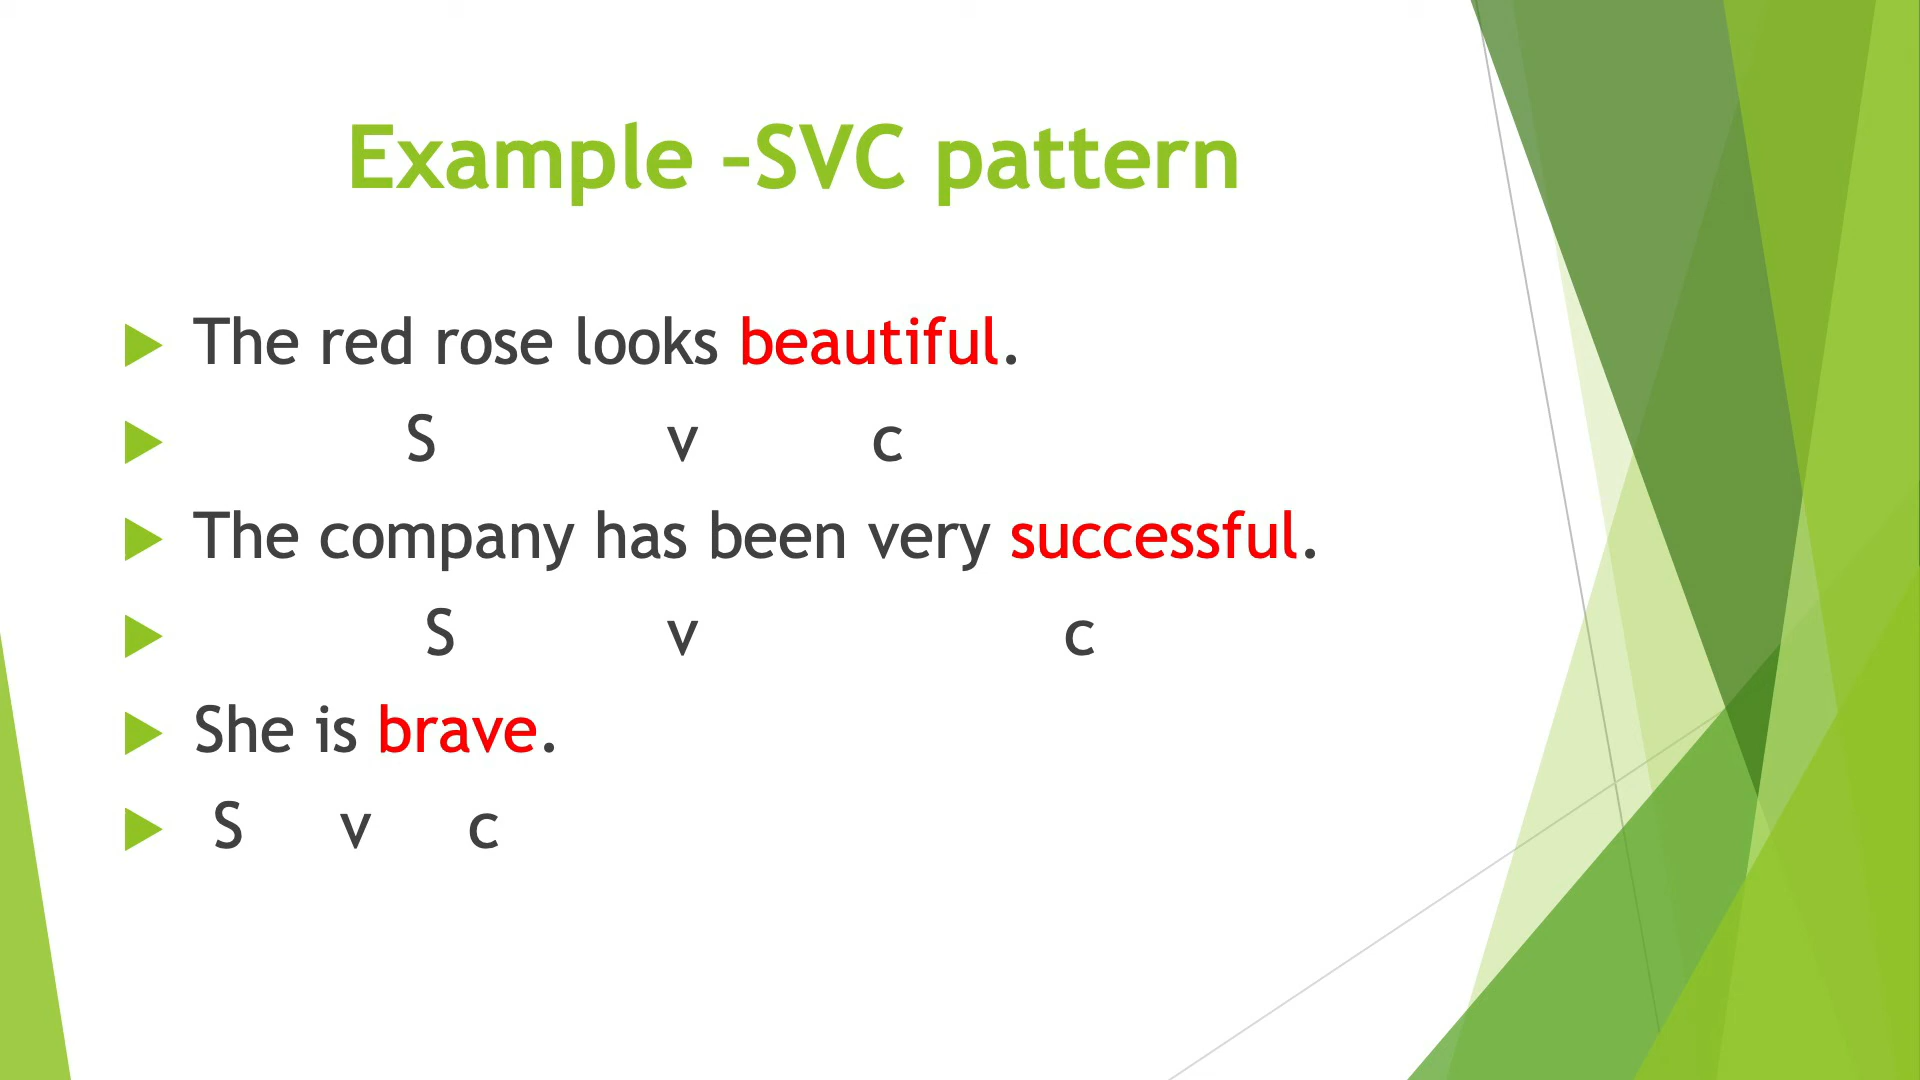 Example –SVC pattern
The red rose looks beautiful.
S v c
The company has been very successful.
S v c
She is brave.
S v c